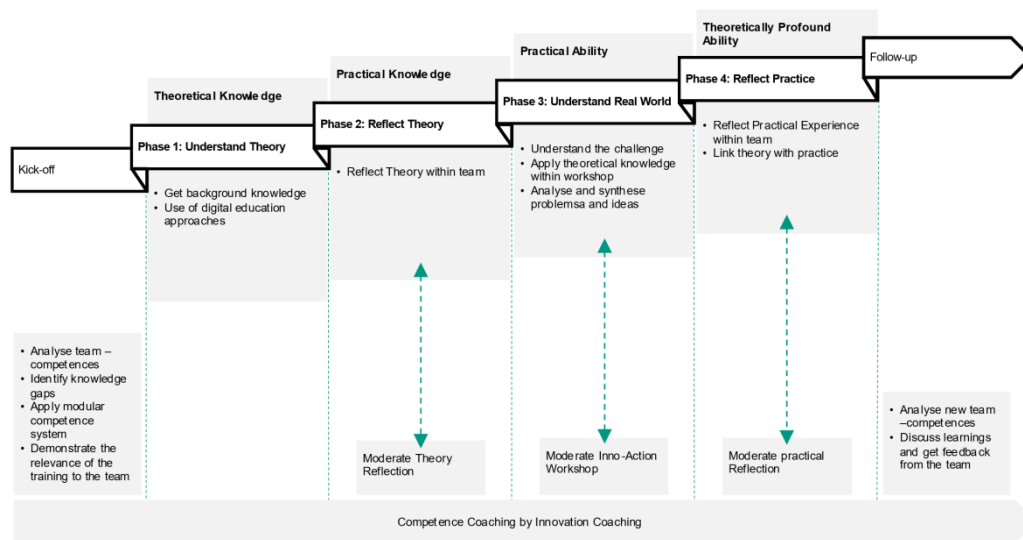 Theoretically Profound
Ability
Practical Ability
Follow-up
Practical Knowledge
Phase 4: Reflect Practice
Theoretical Knowledge
Phase 3: Understand Real World
Phase 2: Reflect Theory
• Reflect Practical Experience
within team
• Link theory with practice
Phase 1: Understand Theory
• Understand the challenge
• Apply theoretical knowledge
within workshop
• Analyse and synthese
problemsa and ideas
Kick-off
• Reflect Theory within team
• Get background knowledge
• Use of digital education
approaches
• Analyse team –
competences
• Identify knowledge
gaps
• Apply modular
competence
system
• Demonstrate the
relevance of the
training to the team
Moderate Theory
Reflection
Moderate Inno-Action
Workshop
Moderate practical
Reflection
• Analyse new team
–competences
• Discuss learnings
and get feedback
from the team
Competence Coaching by Innovation Coaching